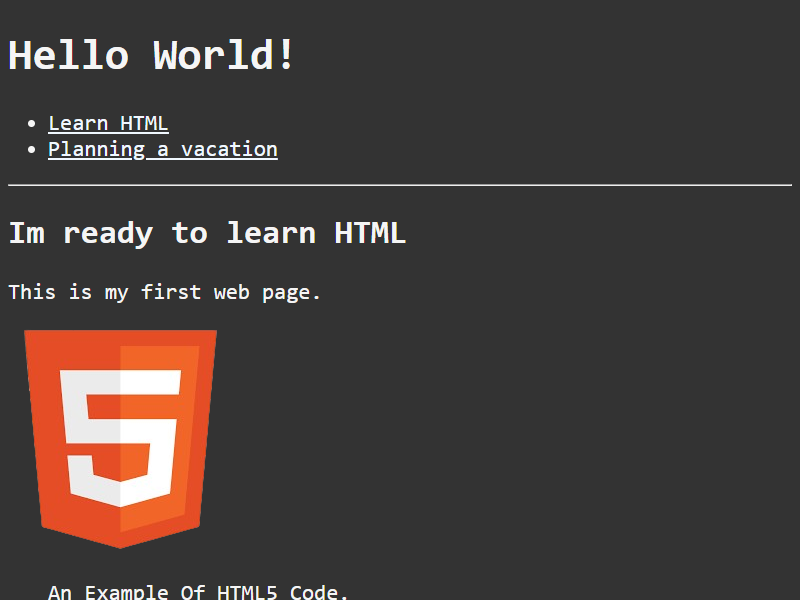 Hello World!
Learn HTML
Planning a vacation
Im ready to learn HTML
This is my first web page.
5
An Example Of HTML5 Code.